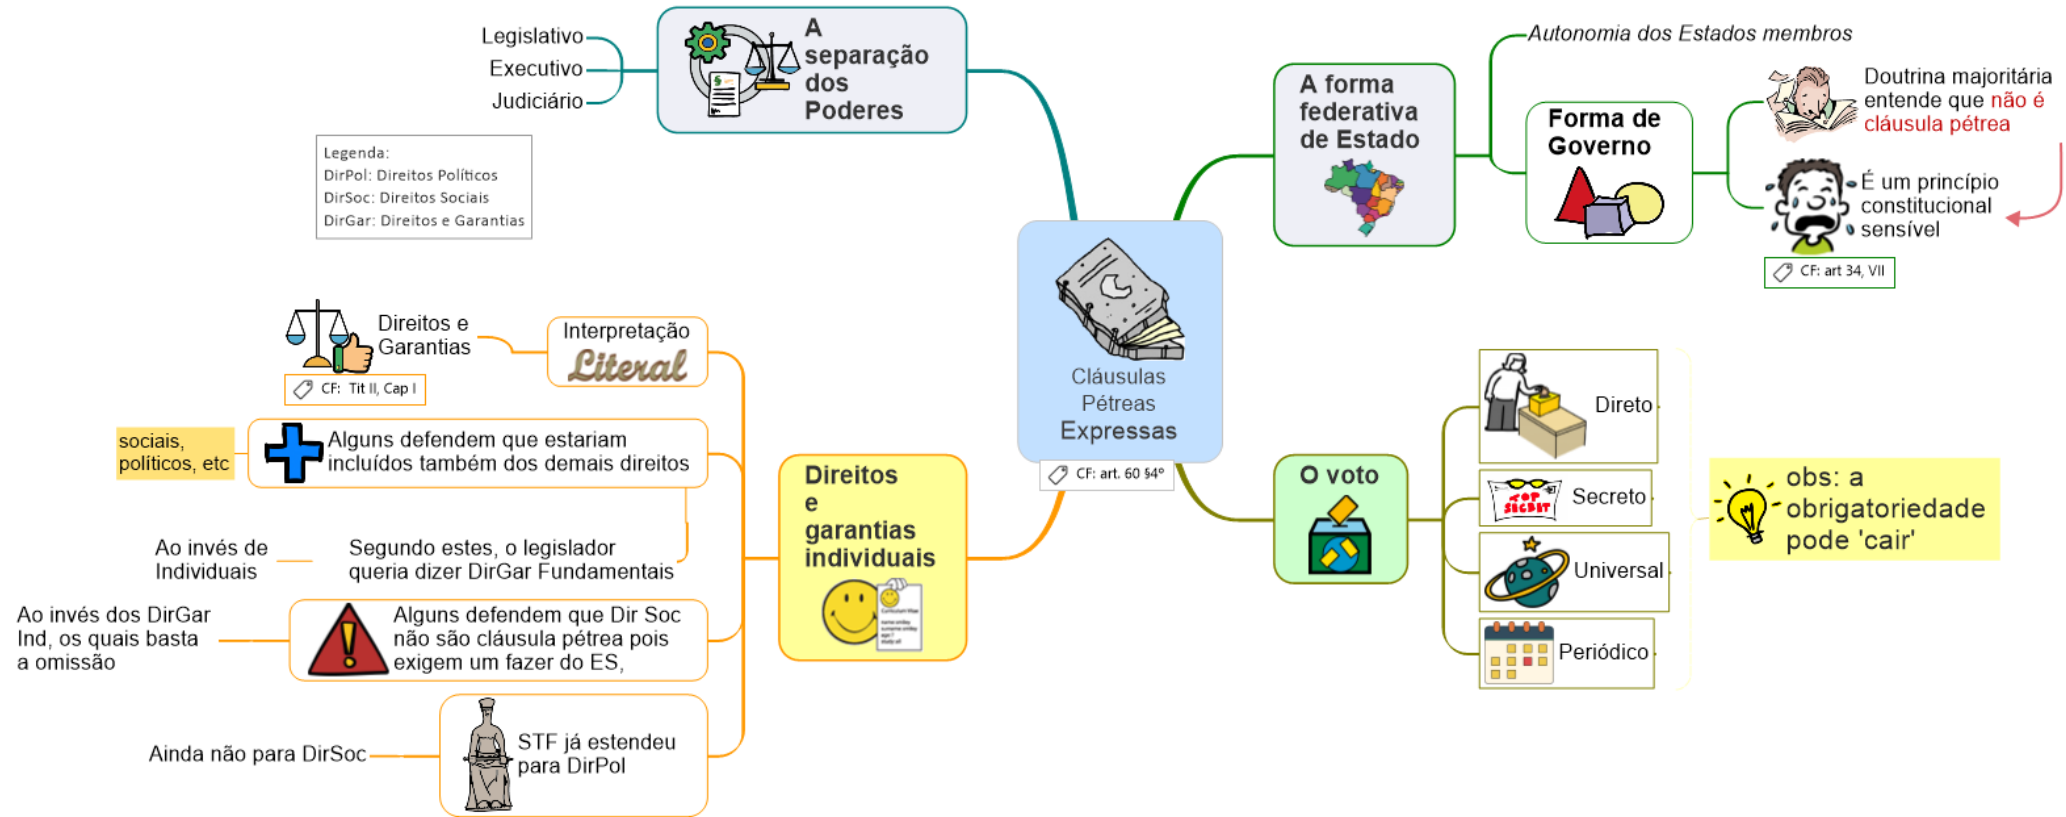 Legislativo
Executivo
Judiciário
A
separação
dos
Poderes
Legenda:
DirPol: Direitos Políticos
DirSoc: Direitos Sociais
DirGar: Direitos e Garantias
A forma
federativa
de Estado
Autonomia dos Estados membros
Forma de
Governo
Doutrina majoritária
entende que não é
cláusula pétrea
É um princípio
constitucional
sensível
CF: art 34, VII
Cláusulas
Pétreas
Expressas
CF: art. 60 §4º
Direitos e
Garantias
CF: Tit II, Cap I
Interpretação
Literal
sociais,
políticos, etc
Alguns defendem que estariam
incluídos também dos demais direitos
Ao invés de
Individuais
Segundo estes, o legislador
queria dizer DirGar Fundamentais
Ao invés dos DirGar
Ind, os quais basta
a omissão
Alguns defendem que Dir Soc
não são cláusula pétrea pois
exigem um fazer do ES,
Ainda não para DirSoc
STF já estendeu
para DirPol
Direitos
e
garantias
individuais
Curriculum Vitae
O voto
Direto
TOP
SECRET
Secreto
Universal
Periódico
obs: a
obrigatoriedade
pode 'cair'